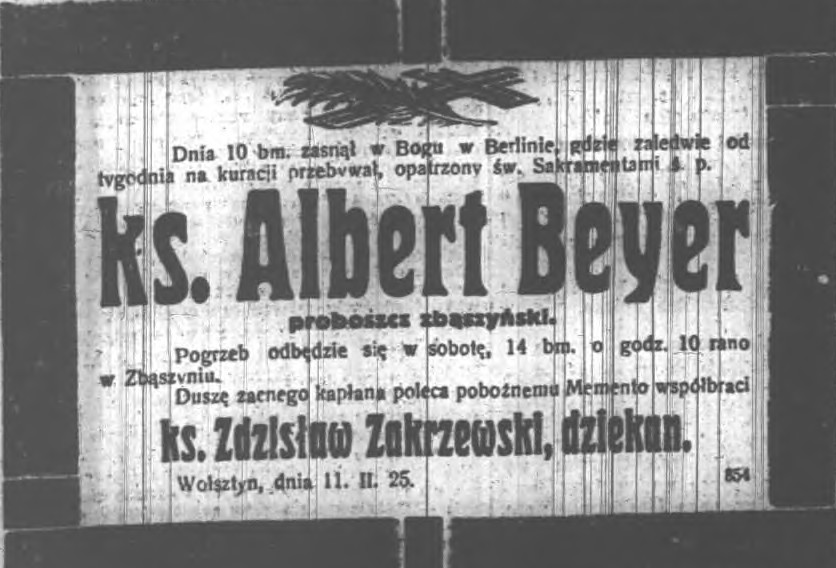 Dnia 10 bm. zasnął w Bogu w Berlinie, gdzie zaledwie od
tygodnia na kuracji przebywał, opatrzony św. Sakramentami ś. p.
ks. Albert Beyer
proboszcz zbąszyński.
Pogrzeb odbędzie się w sobotę, 14 bm. o godz. 10 rano
w Zbąszyniu.
Duszę zacnego kapłana poleca pobożnemu Memento współbraci
ks. Zdzisław Zakrzewski, dziekan.
Wolsztyn, dnia 11. II. 25.
854